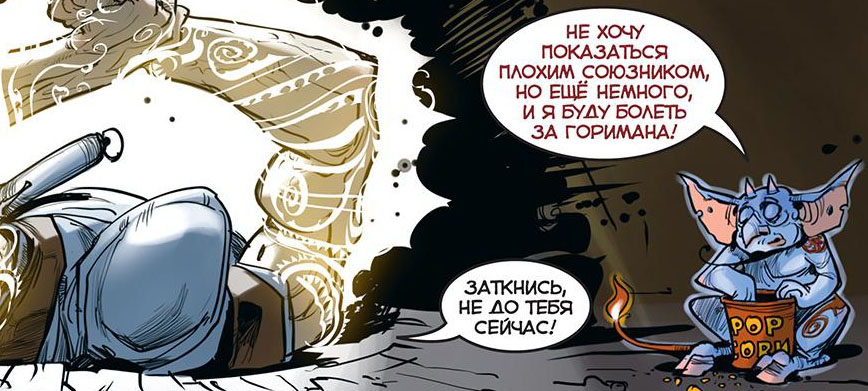 НЕ ХОЧУ
ПОКАЗАТЬСЯ
ПЛОХИМ СОЮЗНИКОМ,
НО ЕЩЁ НЕМНОГО,
И Я БУДУ БОЛЕТЬ
ЗА ГОРИМАНА!
ЗАТКНИСЬ,
НЕ ДО ТЕБЯ
СЕЙЧАС!
POP
CORN